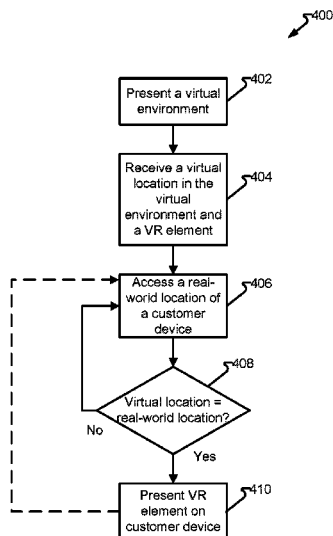 400
402
Present a virtual
environment
404
Receive a virtual
location in the
virtual
environment and
a VR element
406
Access a real-
world location of
a customer
device
408
Virtual location =
real-world location?
No
Yes
410
Present VR
element on
customer device